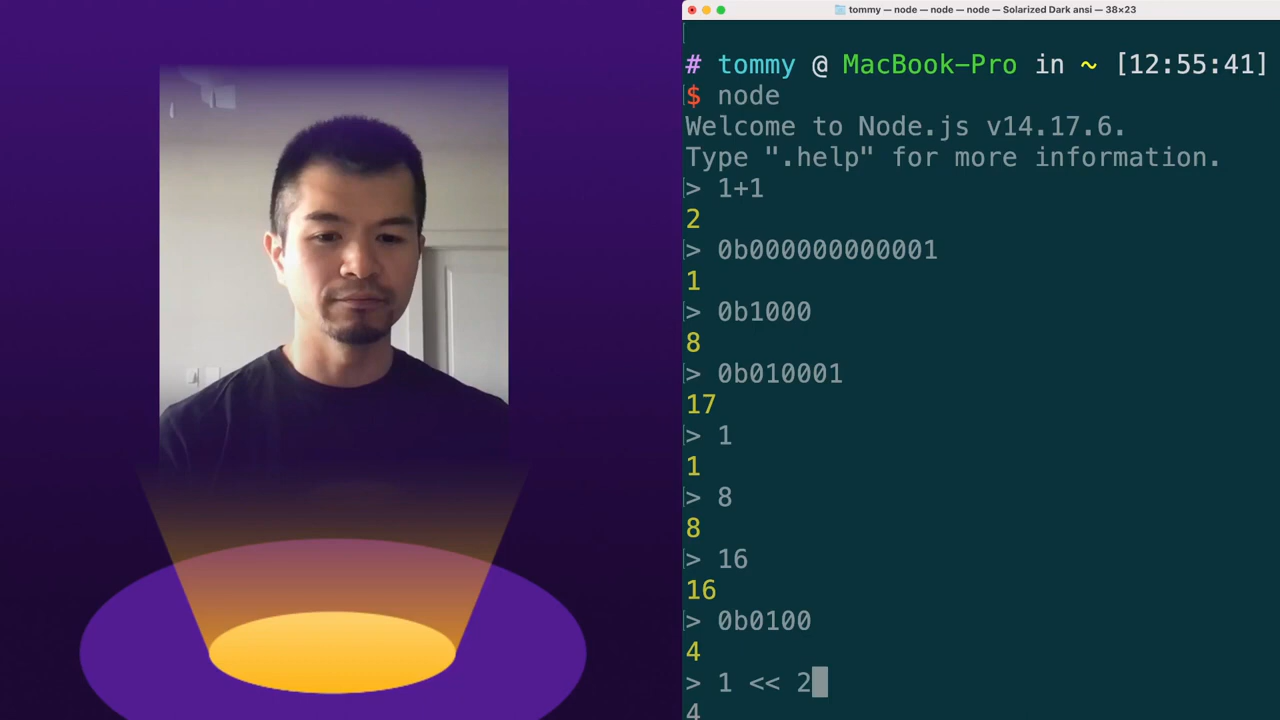 tommy — node — node — node — Solarized Dark ansi — 38×23
# tommy @ MacBook-Pro in ~ [12:55:41]
$ node
Welcome to Node.js v14.17.6.
Type ".help" for more information.
> 1+1
2
> 0b000000000001
1
> 0b1000
8
> 0b010001
17
> 1
1
> 8
8
> 16
16
> 0b0100
4
> 1 << 2
4